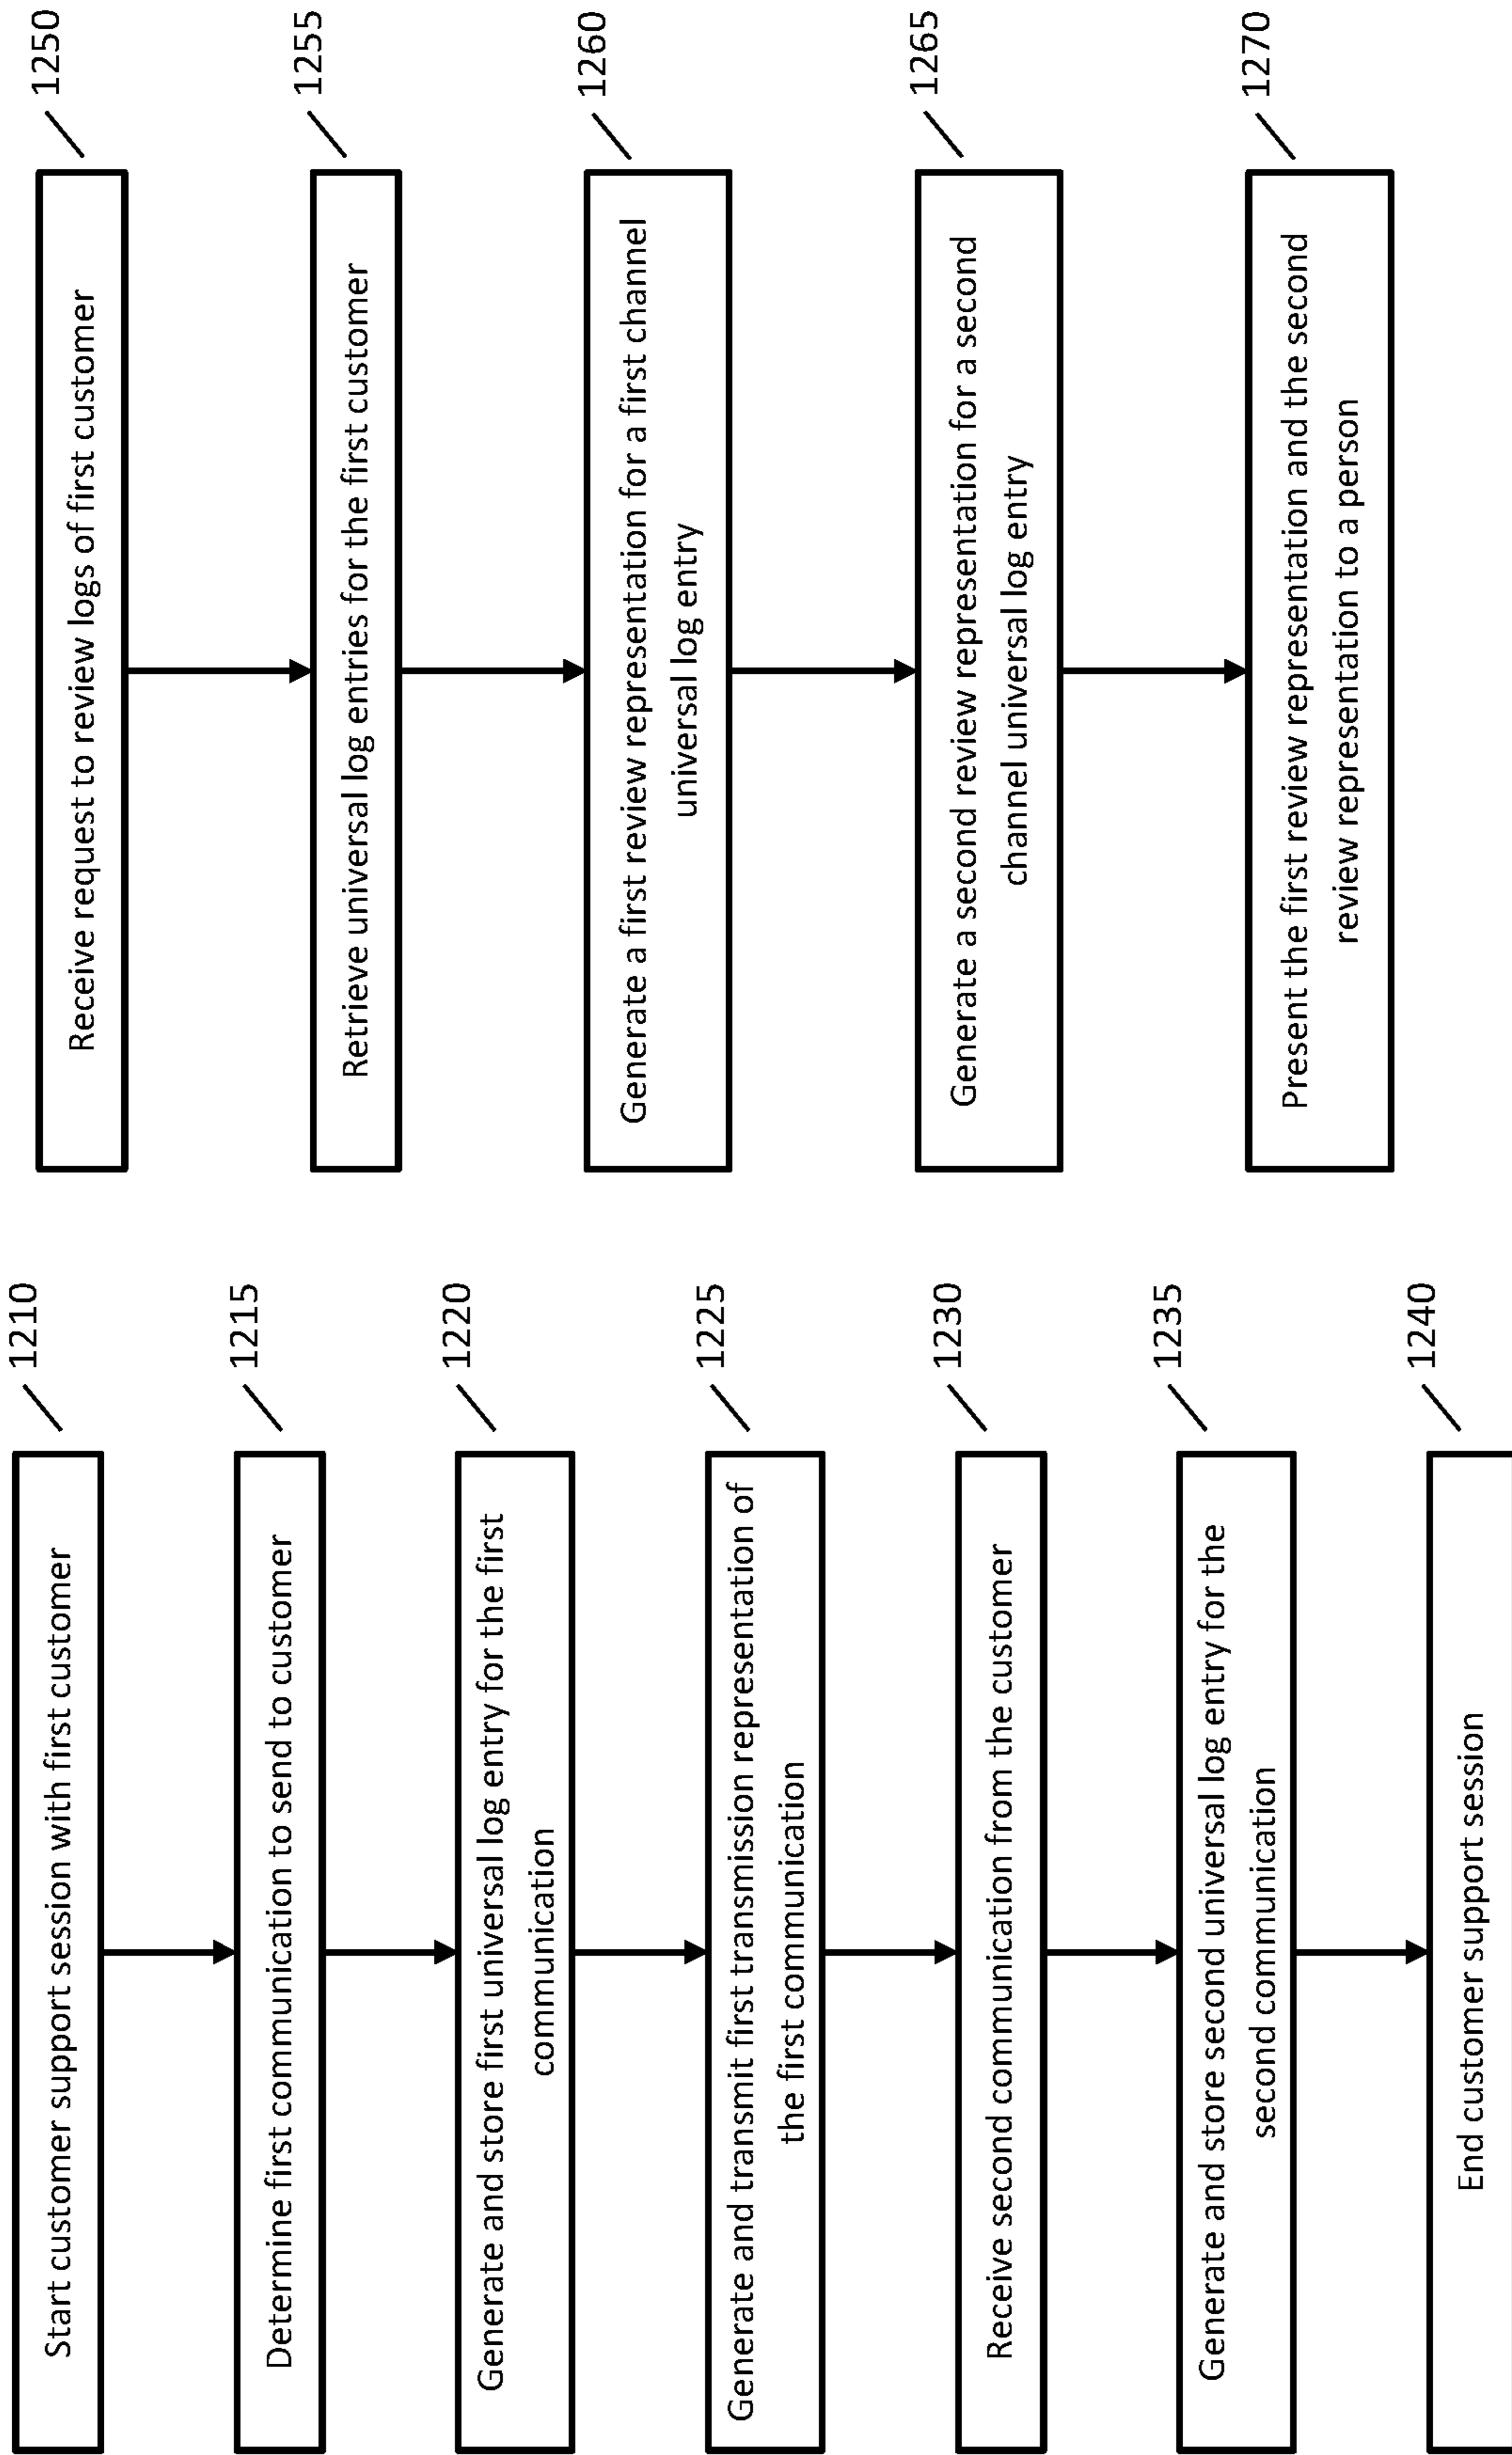 Start customer support session with first customer
1210
Determine first communication to send to customer
1215
Generate and store first universal log entry for the first
communication
1220
Generate and transmit first transmission representation of
the first communication
1225
Receive second communication from the customer
1230
Generate and store second universal log entry for the
second communication
1235
End customer support session
1240
Receive request to review logs of first customer
1250
Retrieve universal log entries for the first customer
1255
Generate a first review representation for a first channel
universal log entry
1260
Generate a second review representation for a second
channel universal log entry
1265
Present the first review representation and the second
review representation to a person
1270